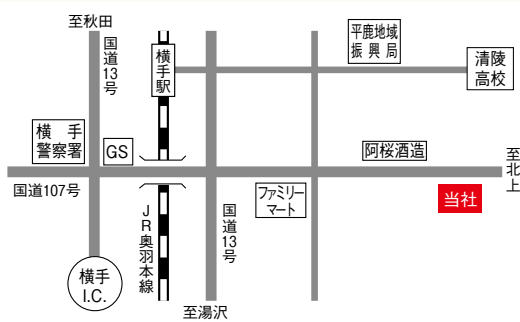 至秋田
国道13号
横手駅
平鹿地域
振興局
清陵
高校
横手
警察署
GS
阿桜酒造
至北上
国道107号
ファミリー
マート
当社
JR奥羽本線
国道13号
横手
I.C.
至湯沢